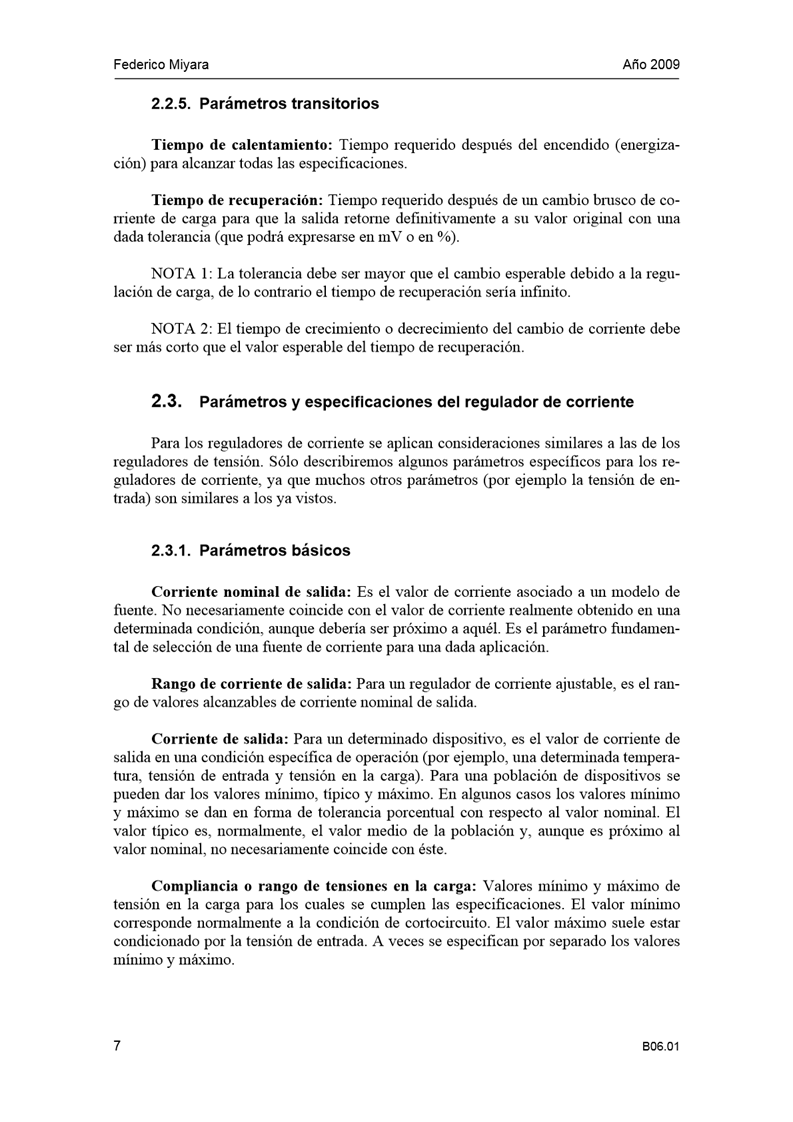 Federico Miyara Año 2009
2.2.5. Parámetros transitorios
Tiempo de calentamiento: Tiempo requerido después del encendido (energiza-
ción) para alcanzar todas las especificaciones.
Tiempo de recuperación: Tiempo requerido después de un cambio brusco de co-
rriente de carga para que la salida retorne definitivamente a su valor original con una
dada tolerancia (que podrá expresarse en mV o en %).
NOTA 1: La tolerancia debe ser mayor que el cambio esperable debido a la regu-
lación de carga, de lo contrario el tiempo de recuperación sería infinito.
NOTA 2: El tiempo de crecimiento o decrecimiento del cambio de corriente debe
ser más corto que el valor esperable del tiempo de recuperación.
2.3. Parámetros y especificaciones del regulador de corriente
Para los reguladores de corriente se aplican consideraciones similares a las de los
reguladores de tensión. Sólo describiremos algunos parámetros específicos para los re-
guladores de corriente, ya que muchos otros parámetros (por ejemplo la tensión de en-
trada) son similares a los ya vistos.
2.3.1. Parámetros básicos
Corriente nominal de salida: Es el valor de corriente asociado a un modelo de
fuente. No necesariamente coincide con el valor de corriente realmente obtenido en una
determinada condición, aunque debería ser próximo a aquél. Es el parámetro fundamen-
tal de selección de una fuente de corriente para una dada aplicación.
Rango de corriente de salida: Para un regulador de corriente ajustable, es el ran-
go de valores alcanzables de corriente nominal de salida.
Corriente de salida: Para un determinado dispositivo, es el valor de corriente de
salida en una condición específica de operación (por ejemplo, una determinada tempera-
tura, tensión de entrada y tensión en la carga). Para una población de dispositivos se
pueden dar los valores mínimo, típico y máximo. En algunos casos los valores mínimo
y máximo se dan en forma de tolerancia porcentual con respecto al valor nominal. El
valor típico es, normalmente, el valor medio de la población y, aunque es próximo al
valor nominal, no necesariamente coincide con éste.
Compliancia o rango de tensiones en la carga: Valores mínimo y máximo de
tensión en la carga para los cuales se cumplen las especificaciones. El valor mínimo
corresponde normalmente a la condición de cortocircuito. El valor máximo suele estar
condicionado por la tensión de entrada. A veces se especifican por separado los valores
mínimo y máximo.
7 B06.01